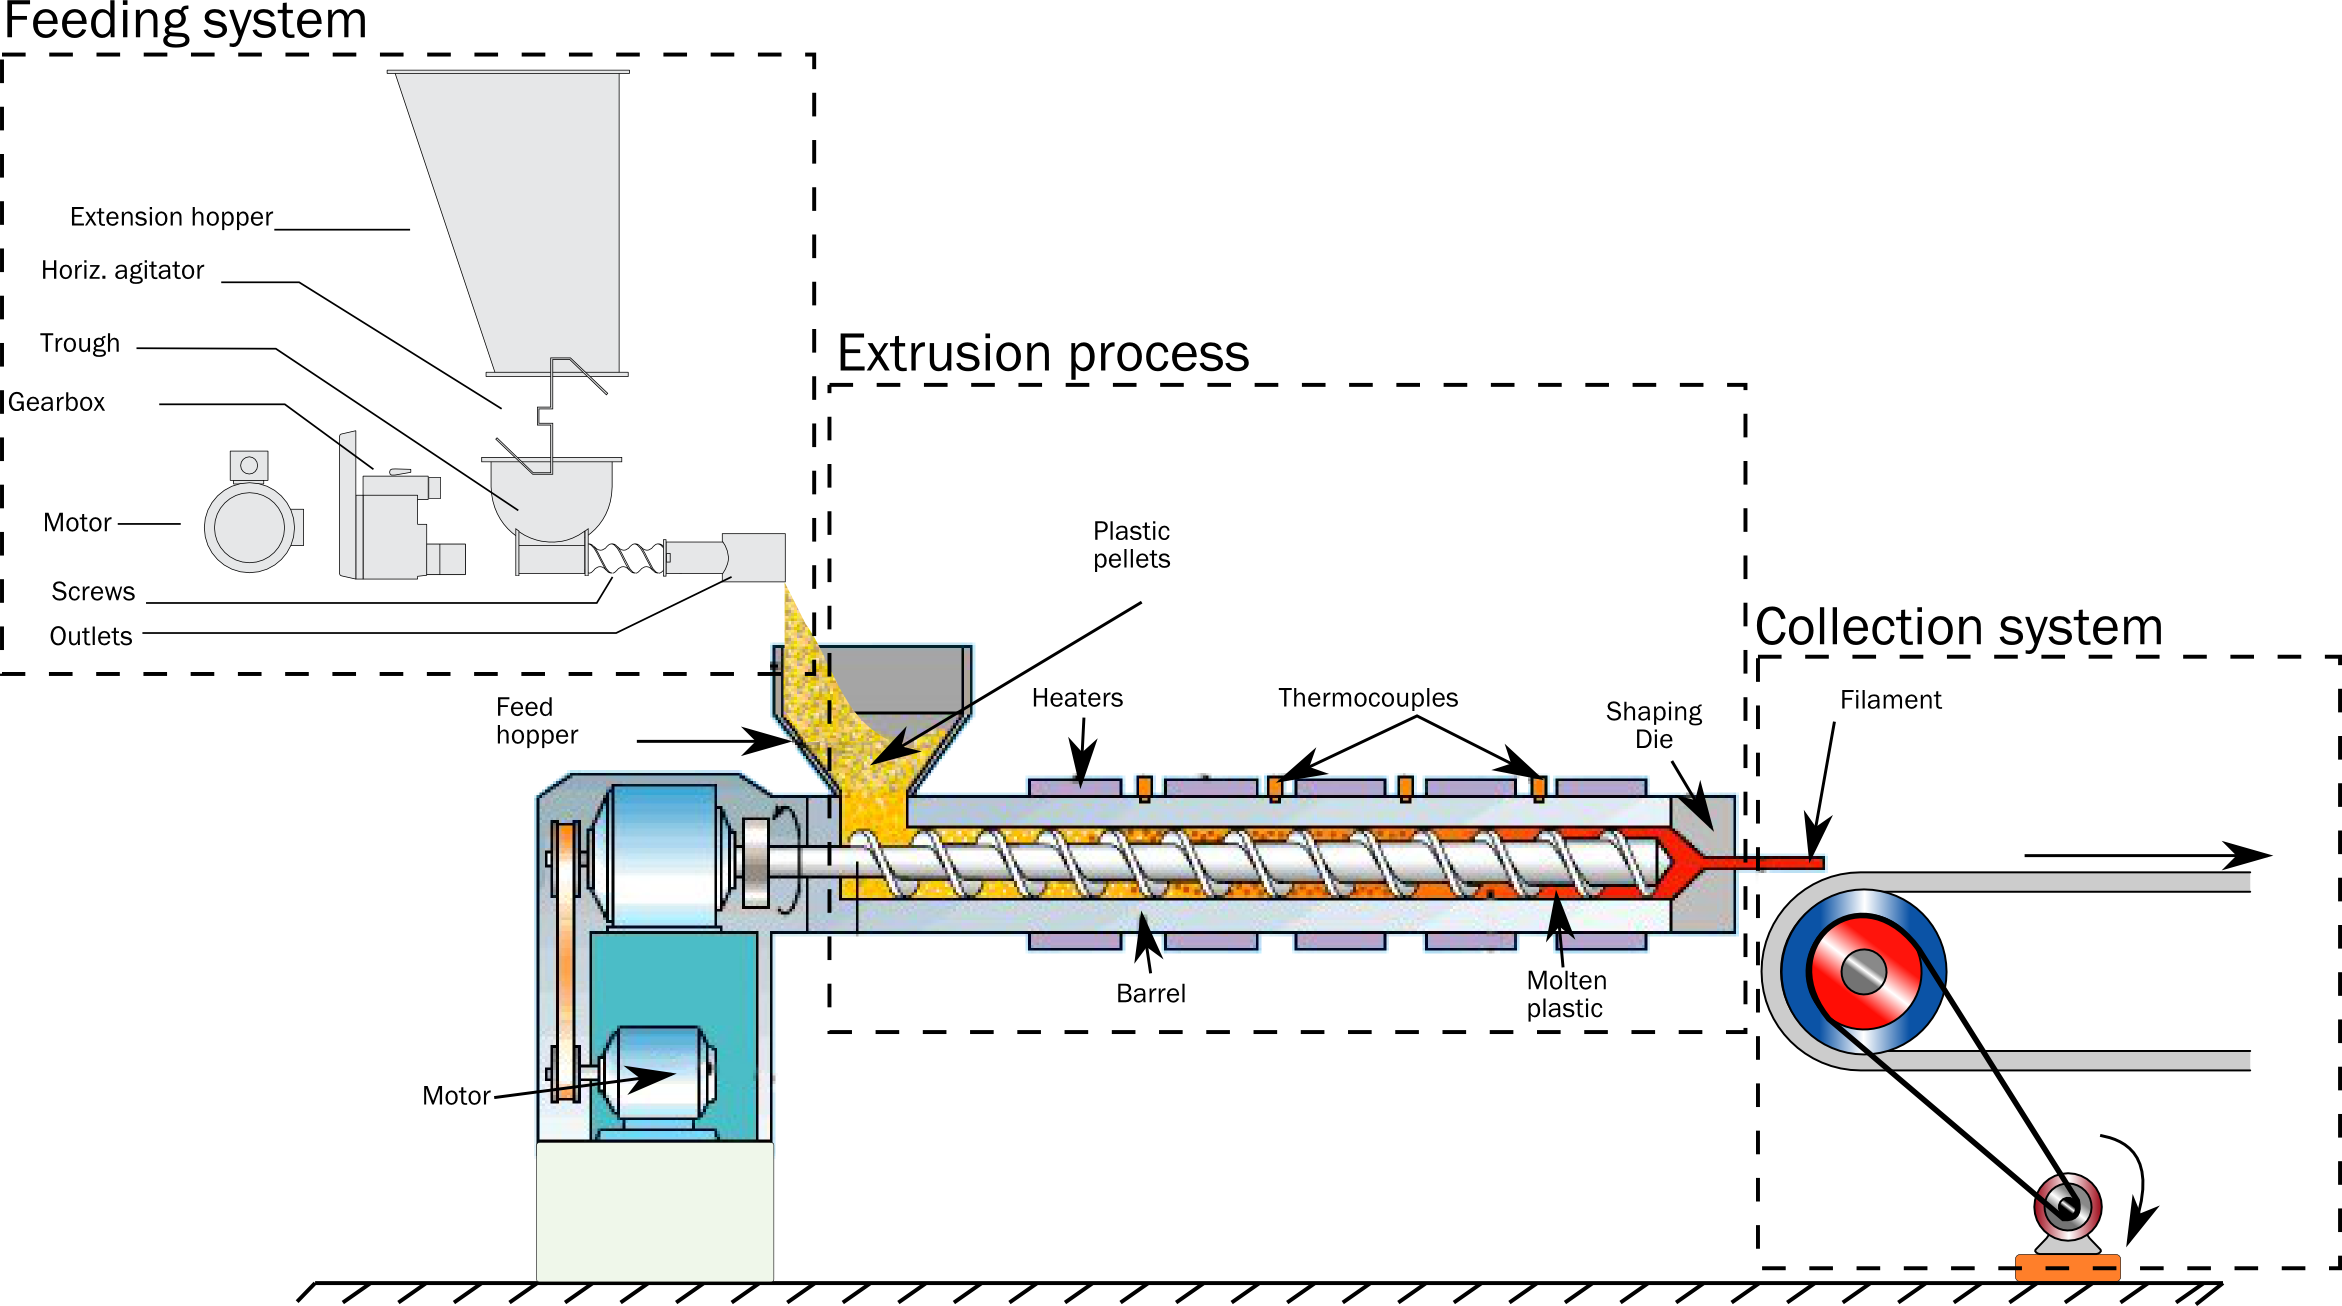 Feeding system
Extension hopper
Horiz. agitator
Trough
Gearbox
Motor
Screws
Outlets
Extrusion process
Plastic
pellets
Feed
hopper
Heaters
Thermocouples
Shaping
Die
Barrel
Molten
plastic
Motor
Collection system
Filament